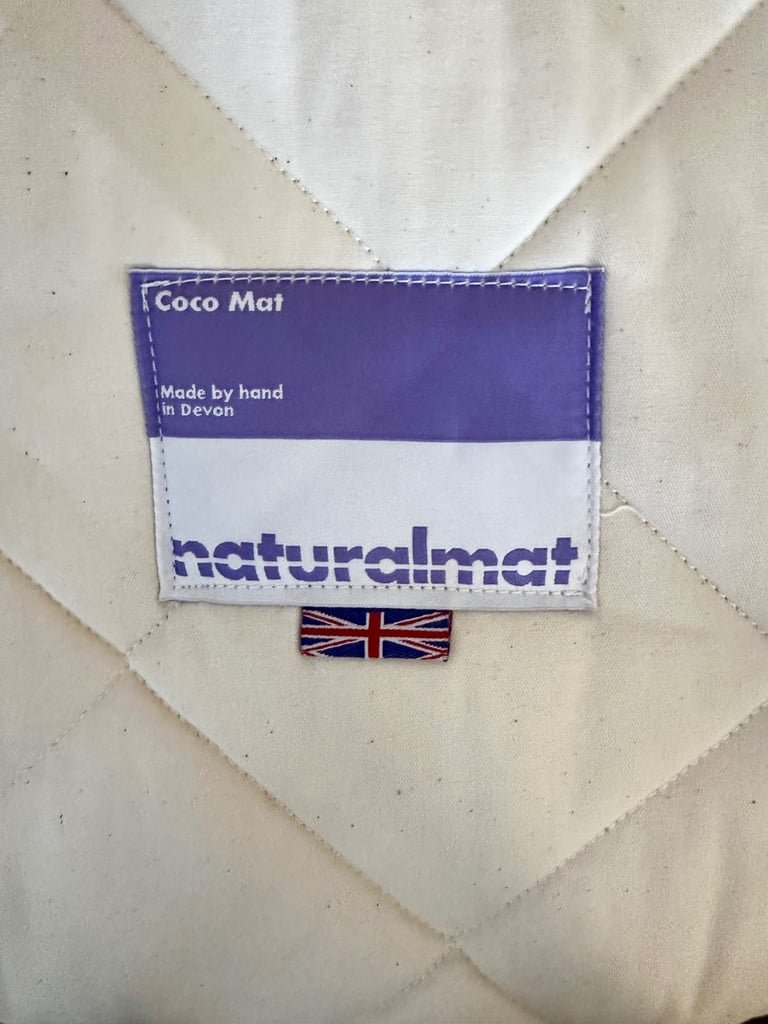 Coco Mat
Made by hand
in Devon
naturalmat